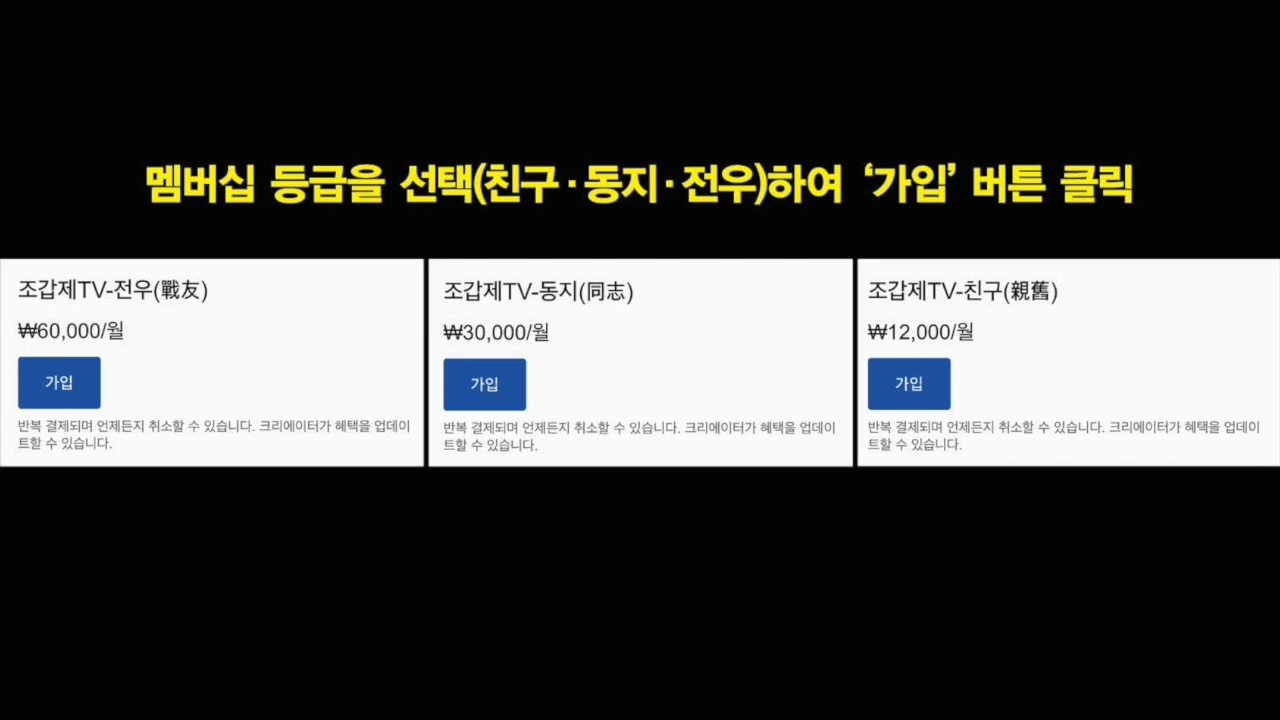 멤버십 등급을 선택(친구·동지·전우)하여 ‘가입’ 버튼 클릭
조갑제TV-전우(戰友)
₩60,000/월
가입
반복 결제되며 언제든지 취소할 수 있습니다. 크리에이터가 혜택을 업데이
트할 수 있습니다.
조갑제TV-동지(同志)
₩30,000/월
가입
반복 결제되며 언제든지 취소할 수 있습니다. 크리에이터가 혜택을 업데이
트할 수 있습니다.
조갑제TV-친구(親舊)
₩12,000/월
가입
반복 결제되며 언제든지 취소할 수 있습니다. 크리에이터가 혜택을 업데이
트할 수 있습니다.